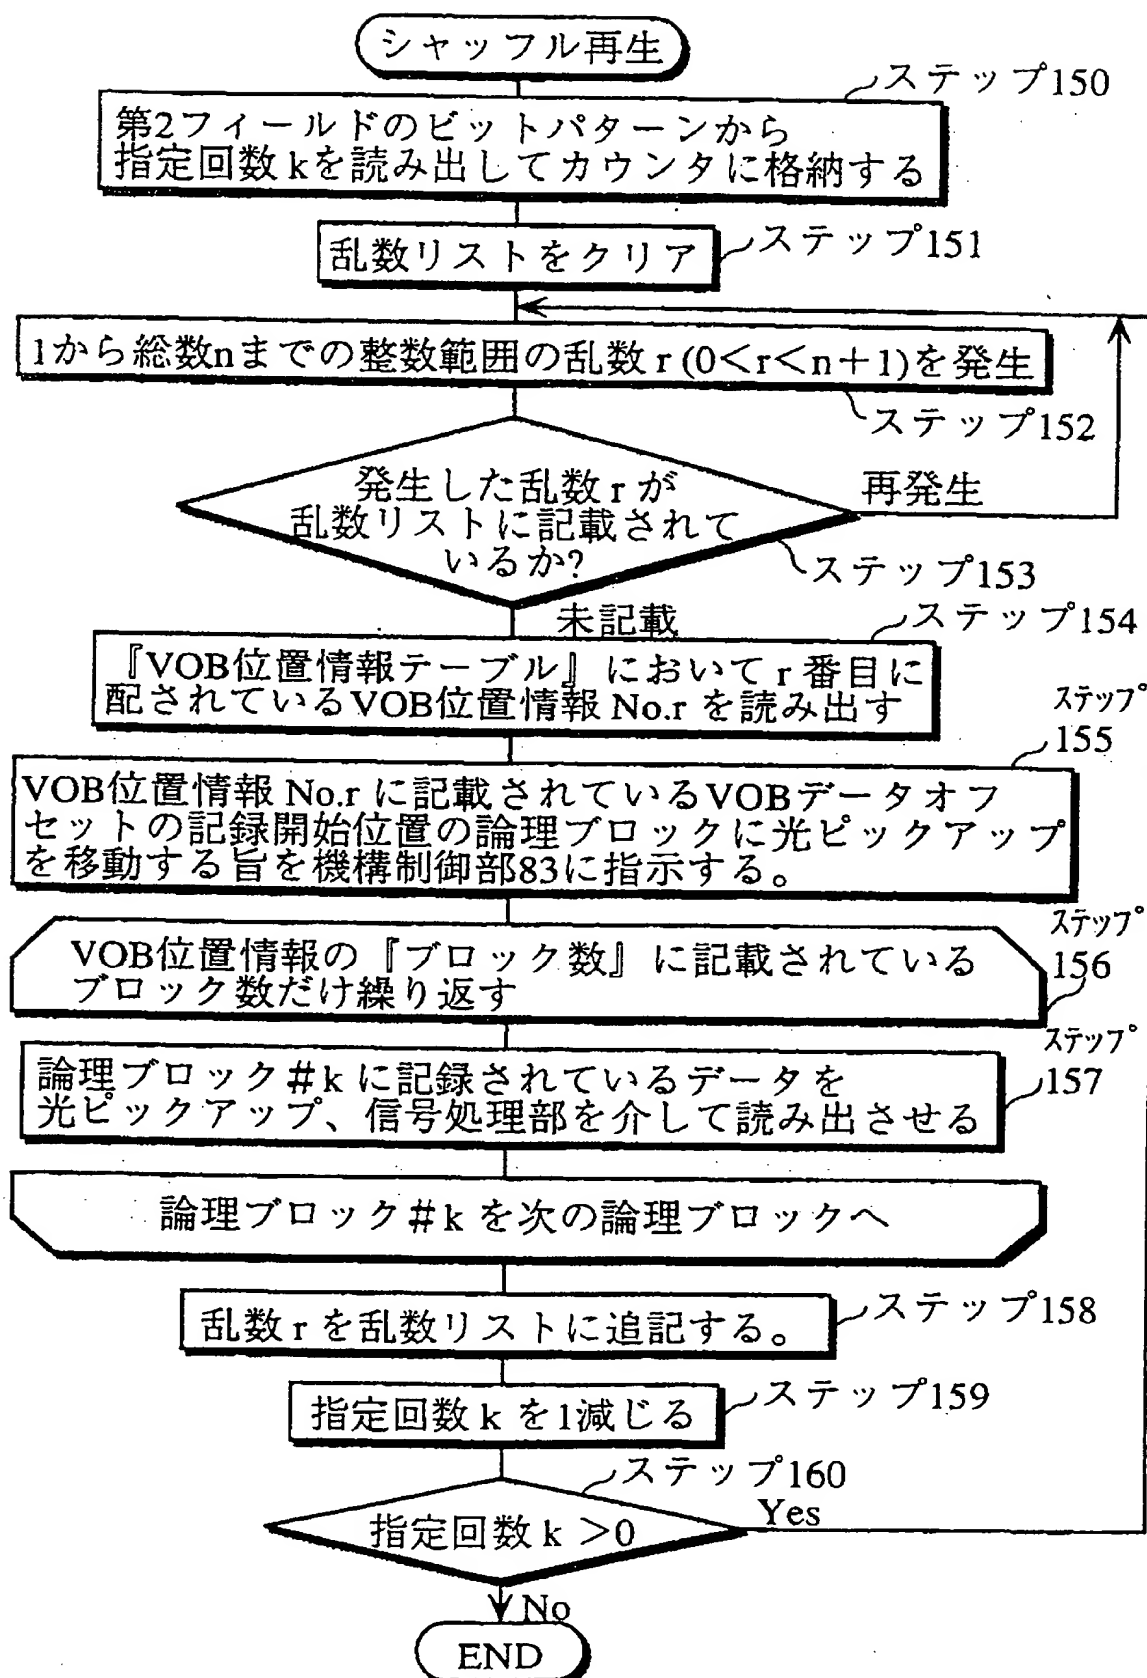 シャッフル再生
ステップ150
第2フィールドのビットパターンから
指定回数 kを読み出してカウンタに格納する
ステップ151
乱数リストをクリア
1から総数nまでの整数範囲の乱数 r (0<r<n+1)を発生
ステップ152
発生した乱数 r が
乱数リストに記載されて
いるか?
再発生
ステップ153
未記載
ステップ154
『VOB位置情報テーブル』において r 番目に
配されているVOB位置情報 No.r を読み出す
ステップ
155
VOB位置情報 No.r に記載されているVOBデータオフ
セットの記録開始位置の論理ブロックに光ピックアップ
を移動する旨を機構制御部83に指示する。
ステップ
156
VOB位置情報の『ブロック数』に記載されている
ブロック数だけ繰り返す
ステップ
157
論理ブロック#k に記録されているデータを
光ピックアップ、信号処理部を介して読み出させる
論理ブロック#k を次の論理ブロックへ
ステップ158
乱数 r を乱数リストに追記する。
ステップ159
指定回数 k を1減じる
ステップ160
指定回数 k >0
Yes
No
END